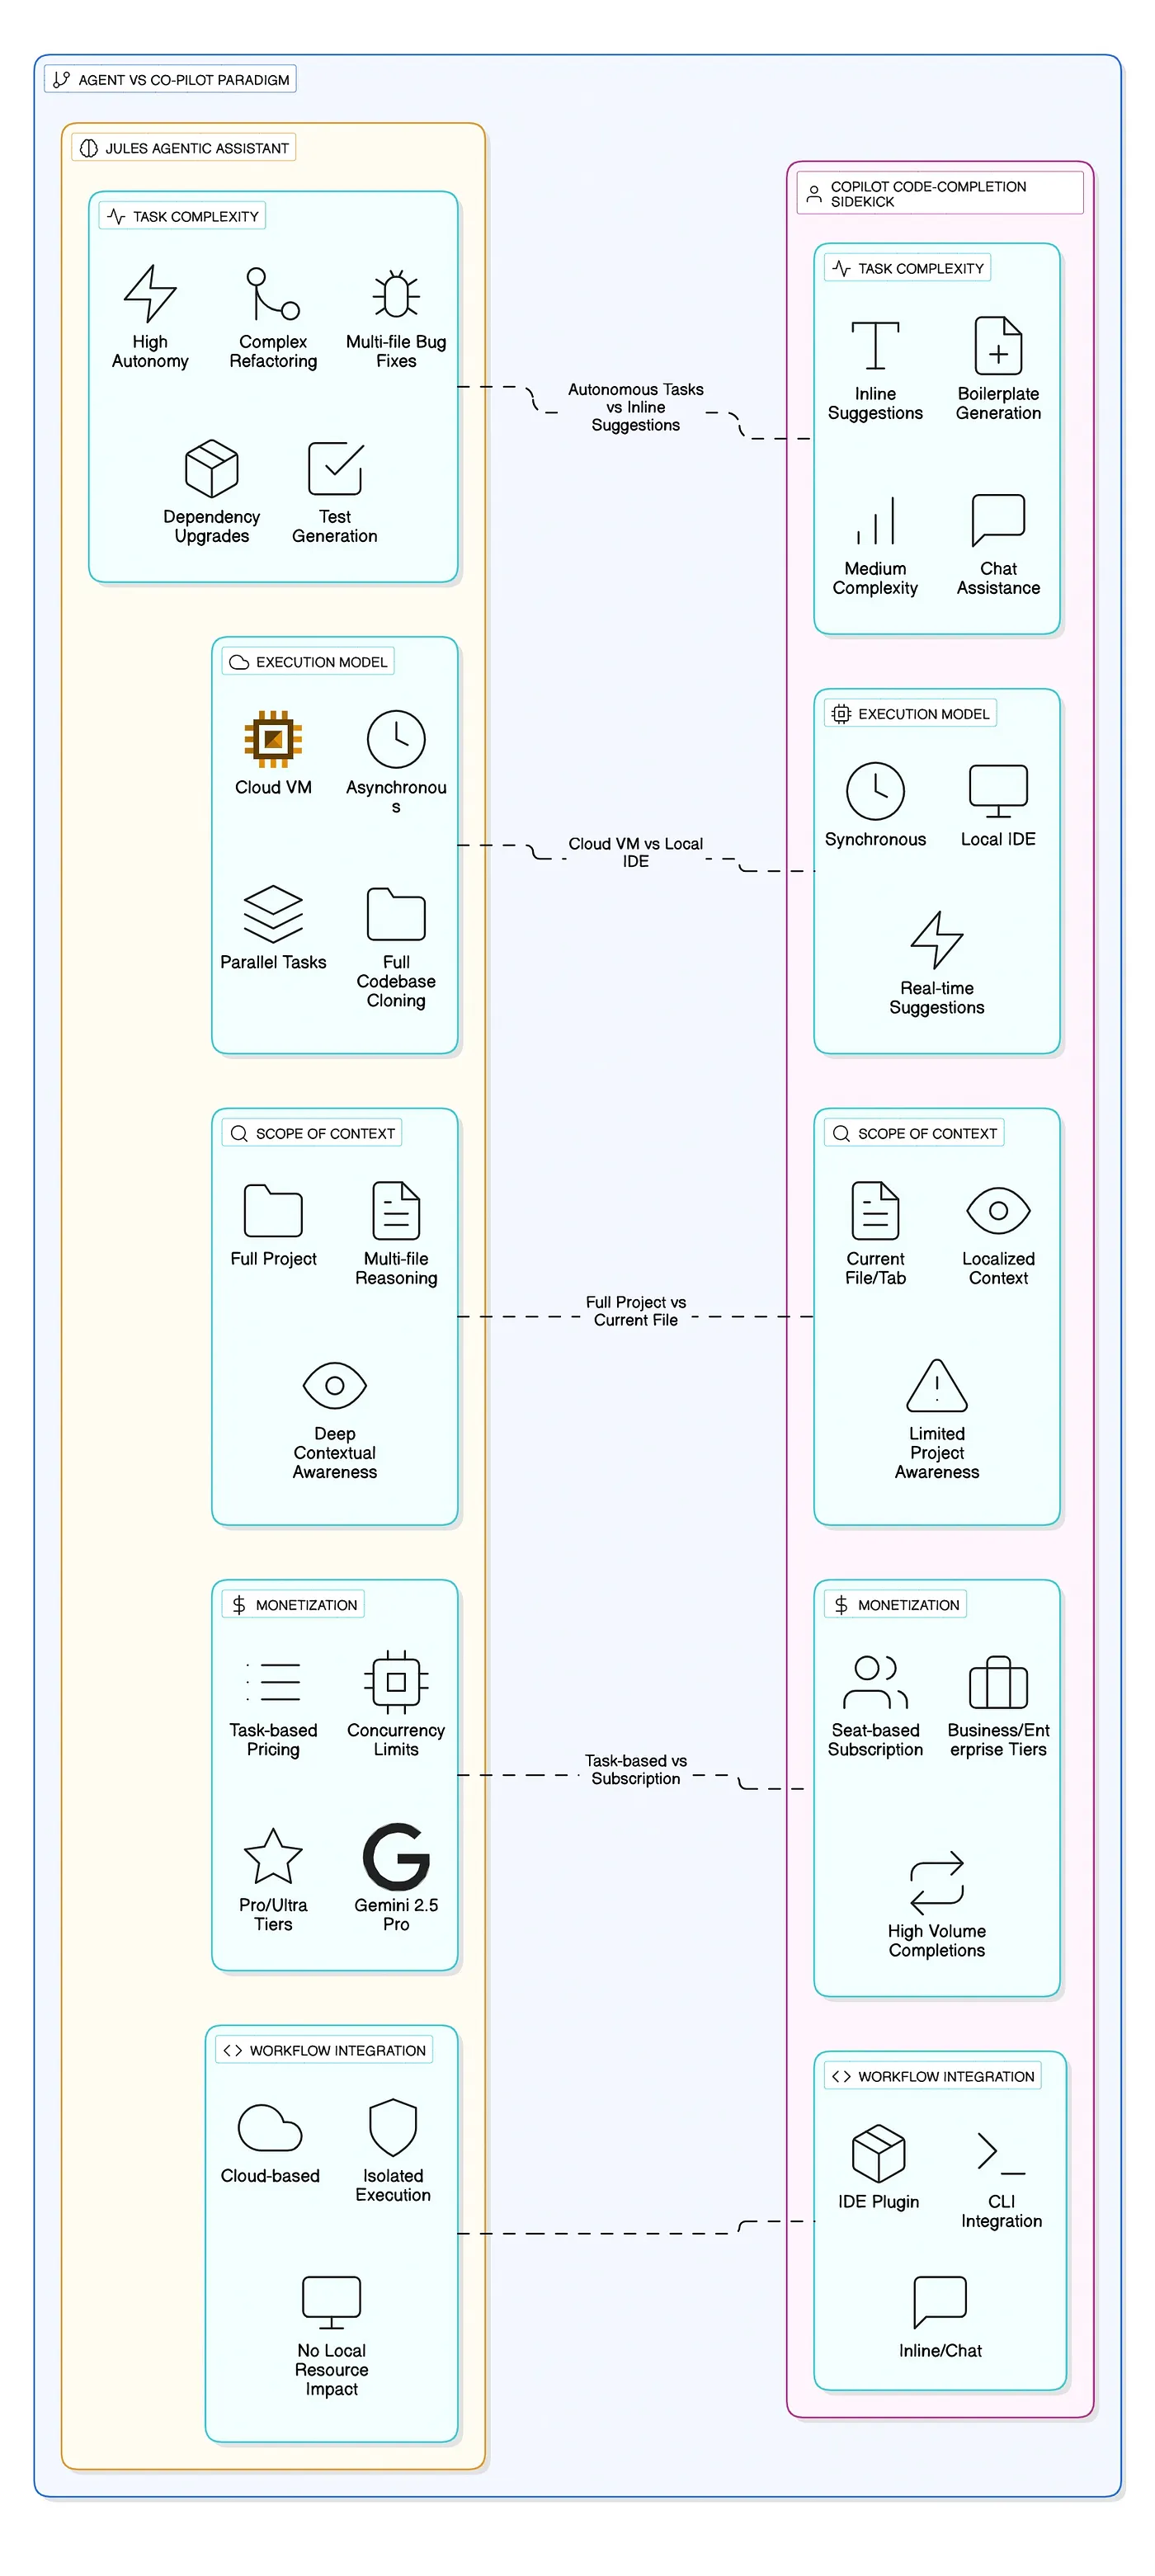 AGENT VS CO-PILOT PARADIGM
JULES AGENTIC ASSISTANT
TASK COMPLEXITY
High
Autonomy
Complex
Refactoring
Multi-file Bug
Fixes
Dependency
Upgrades
Test
Generation
EXECUTION MODEL
Cloud VM
Asynchronou
s
Parallel Tasks
Full
Codebase
Cloning
SCOPE OF CONTEXT
Full Project
Multi-file
Reasoning
Deep
Contextual
Awareness
MONETIZATION
Task-based
Pricing
Concurrency
Limits
Pro/Ultra
Tiers
Gemini 2.5
Pro
WORKFLOW INTEGRATION
Cloud-based
Isolated
Execution
No Local
Resource
Impact
Autonomous Tasks
vs Inline
Suggestions
Cloud VM vs Local
IDE
Full Project vs
Current File
Task-based vs
Subscription
COPILOT CODE-COMPLETION
SIDEKICK
TASK COMPLEXITY
Inline
Suggestions
Boilerplate
Generation
Medium
Complexity
Chat
Assistance
EXECUTION MODEL
Synchronous
Local IDE
Real-time
Suggestions
SCOPE OF CONTEXT
Current
File/Tab
Localized
Context
Limited
Project
Awareness
MONETIZATION
Seat-based
Subscription
Business/Ent
erprise Tiers
High Volume
Completions
WORKFLOW INTEGRATION
IDE Plugin
CLI
Integration
Inline/Chat